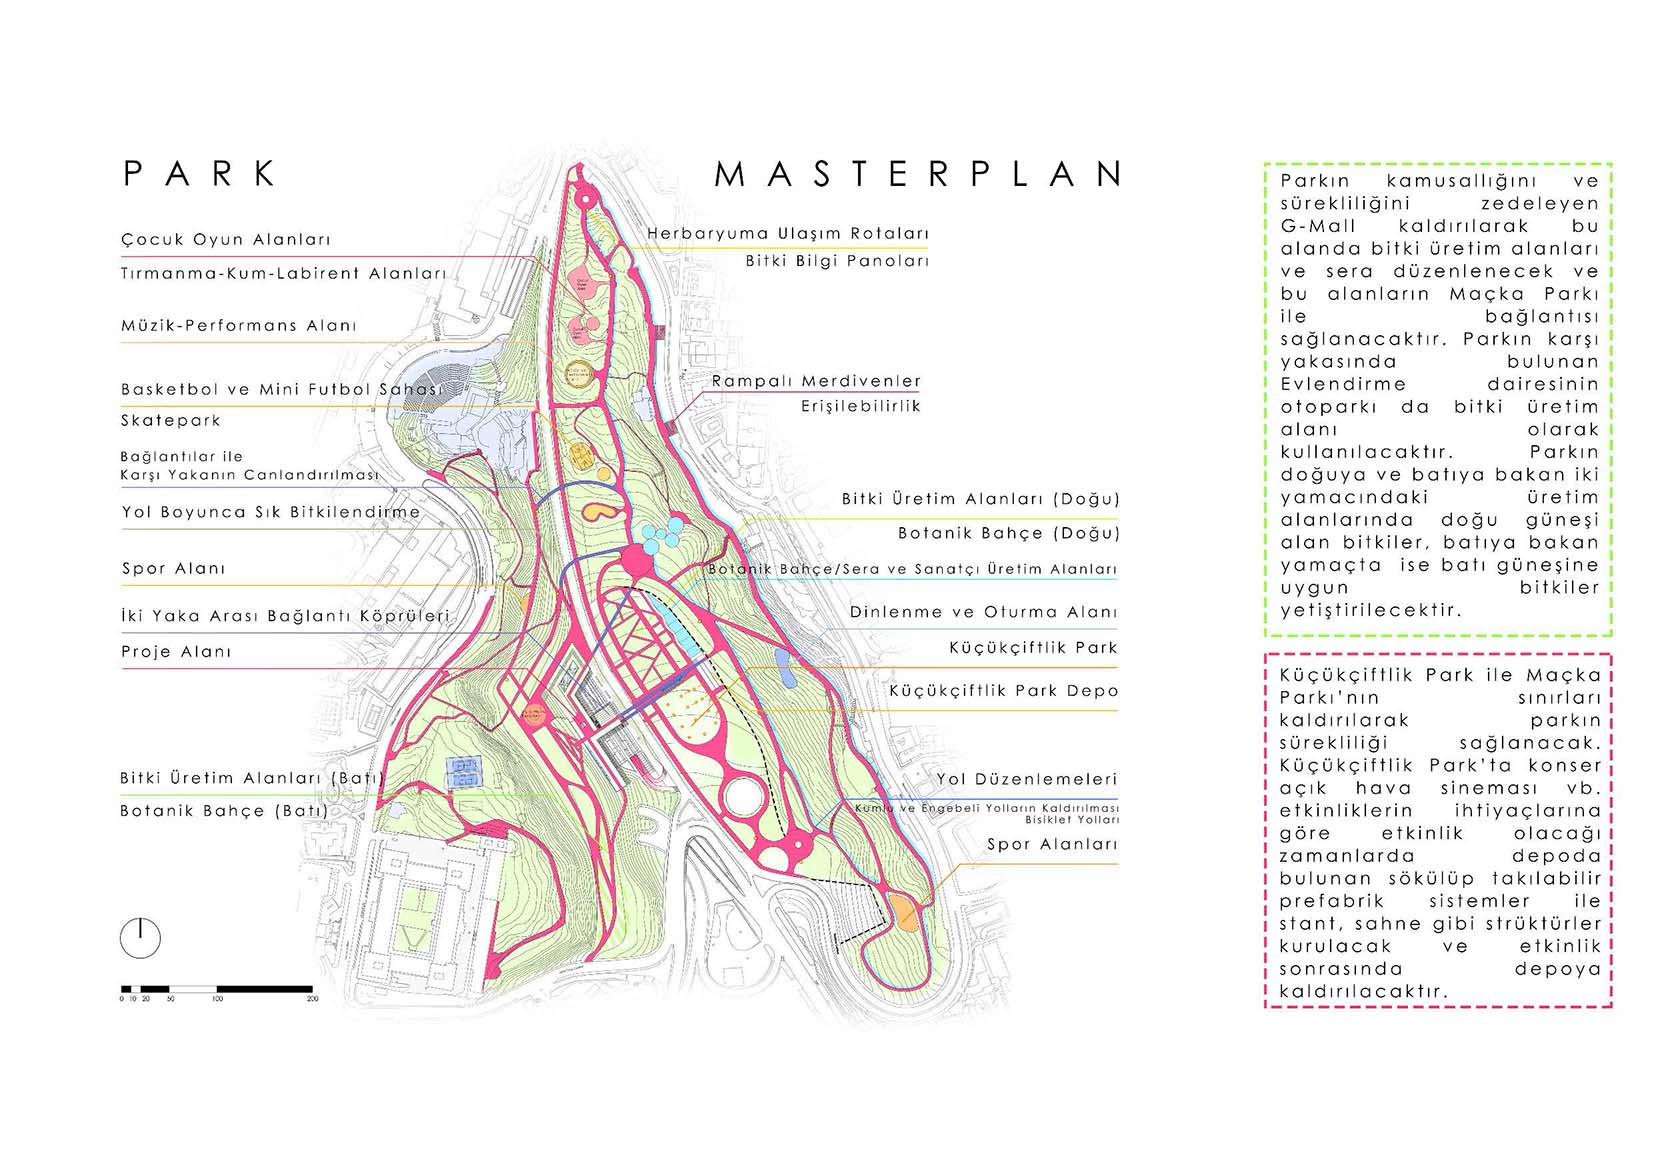 PARK MASTERPLAN
Çocuk Oyun Alanları
Tırmanma-Kum-Labirent Alanları
Müzik-Performans Alanı
Basketbol ve Mini Futbol Sahası
Skatepark
Bağlantılar ile
Karşı Yakanın Canlandırılması
Yol Boyunca Sık Bitkilendirme
Spor Alanı
İki Yaka Arası Bağlantı Köprüleri
Proje Alanı
Bitki Üretim Alanları (Batı)
Botanik Bahçe (Batı)
0 10 20 50 100 200
Herbaryuma Ulaşım Rotaları
Bitki Bilgi Panoları
Rampalı Merdivenler
Erişilebilirlik
Bitki Üretim Alanları (Doğu)
Botanik Bahçe (Doğu)
Botanik Bahçe/Sera ve Sanatçı Üretim Alanları
Dinlenme ve Oturma Alanı
Küçükçiftlik Park
Küçükçiftlik Park Depo
Yol Düzenlemeleri
Kumlu ve Engebeli Yolların Kaldırılması
Bisiklet Yolları
Spor Alanları
Parkın kamusallığını ve
sürekliliğini zedeleyen
G-Mall kaldırılarak bu
alanda bitki üretim alanları
ve sera düzenlenecek ve
bu alanların Maçka Parkı
ile bağlantısı
sağlanacaktır. Parkın karşı
yakasında bulunan
Evlendirme dairesinin
otoparkı da bitki üretim
alanı olarak
kullanılacaktır. Parkın
doğuya ve batıya bakan iki
yamacındaki üretim
alanlarında doğu güneşi
alan bitkiler, batıya bakan
yamaçta ise batı güneşine
uygun bitkiler
yetiştirilecektir.
Küçükçiftlik Park ile Maçka
Parkı'nın sınırları
kaldırılarak parkın
sürekliliği sağlanacak.
Küçükçiftlik Park'ta konser
açık hava sineması vb.
etkinliklerin ihtiyaçlarına
göre etkinlik olacağı
zamanlarda depoda
bulunan sökülüp takılabilir
prefabrik sistemler ile
stant, sahne gibi strüktürler
kurulacak ve etkinlik
sonrasında depoya
kaldırılacaktır.